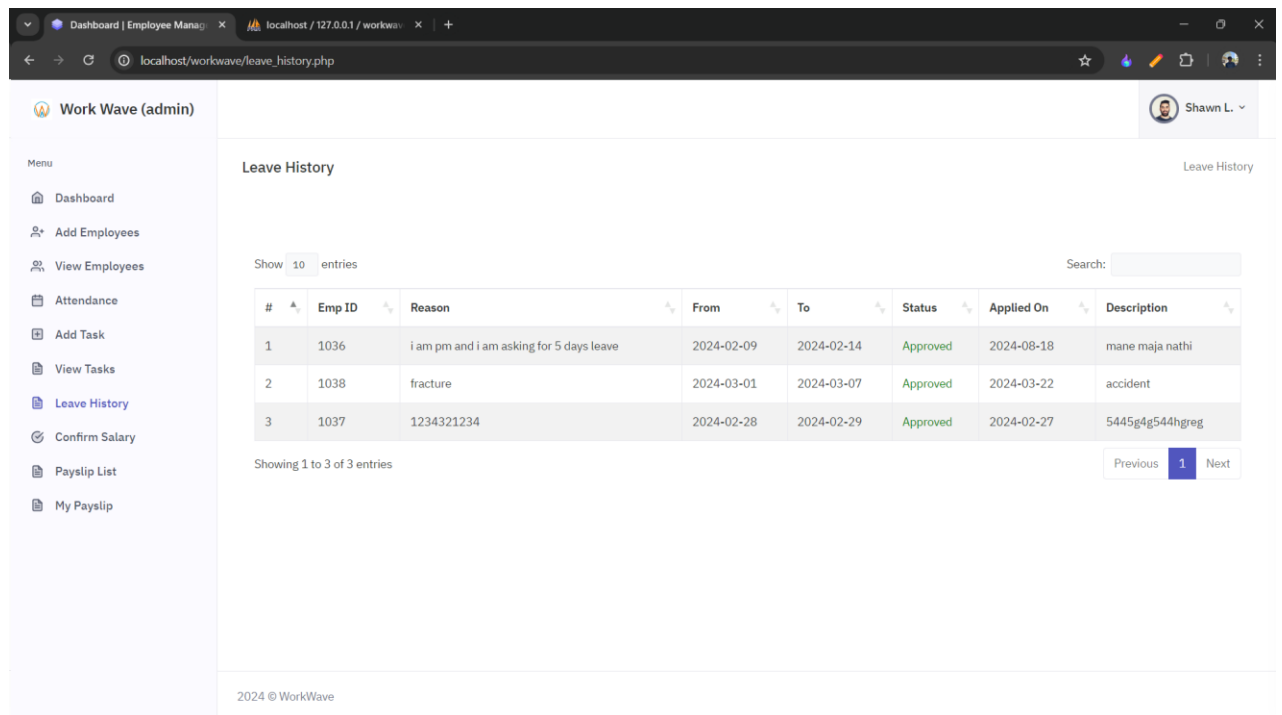 Dashboard | Employee Manag
localhost / 127.0.0.1 / workwav
localhost/workwave/leave_history.php
Work Wave (admin)
Shawn L.
Menu
Dashboard
Add Employees
View Employees
Attendance
Add Task
View Tasks
Leave History
Confirm Salary
Payslip List
My Payslip
Leave History
Leave History
Show 10 entries
Search:
# Emp ID Reason From To Status Applied On Description
1 1036 i am pm and i am asking for 5 days leave 2024-02-09 2024-02-14 Approved 2024-08-18 mane maja nathi
2 1038 fracture 2024-03-01 2024-03-07 Approved 2024-03-22 accident
3 1037 1234321234 2024-02-28 2024-02-29 Approved 2024-02-27 5445g4g544hgreg
Showing 1 to 3 of 3 entries
Previous 1 Next
2024 © WorkWave